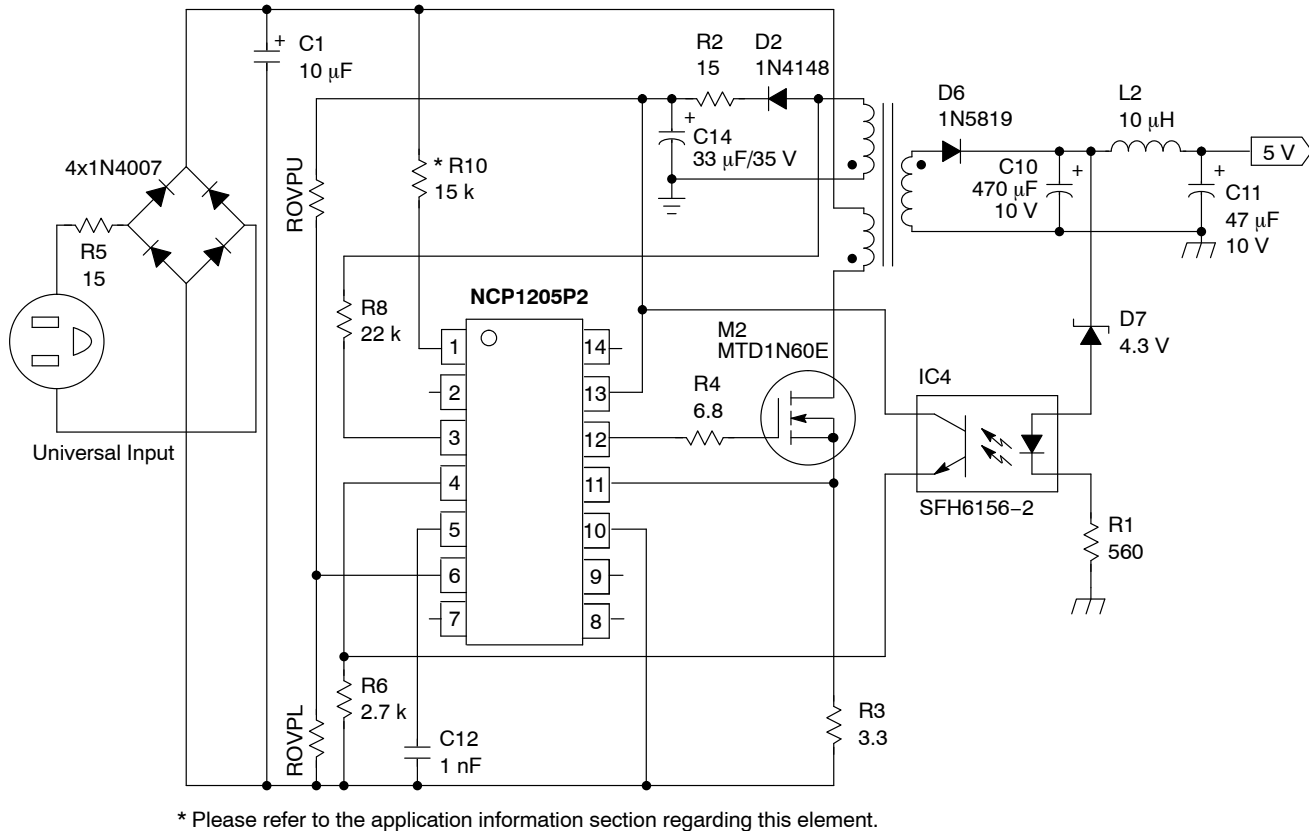 +
C1
10 μF
R2
15
D2
1N4148
+
C14
33 μF/35 V
D6
1N5819
L2
10 μH
5 V
C10
470 μF
10 V
+
+
C11
47 μF
10 V
4x1N4007
* R10
15 k
ROVPU
R5
15
Universal Input
R8
22 k
NCP1205P2
1
2
3
4
5
6
7
14
13
12
11
10
9
8
M2
MTD1N60E
R4
6.8
D7
4.3 V
IC4
SFH6156−2
R1
560
R6
2.7 k
ROVPL
C12
1 nF
R3
3.3
* Please refer to the application information section regarding this element.